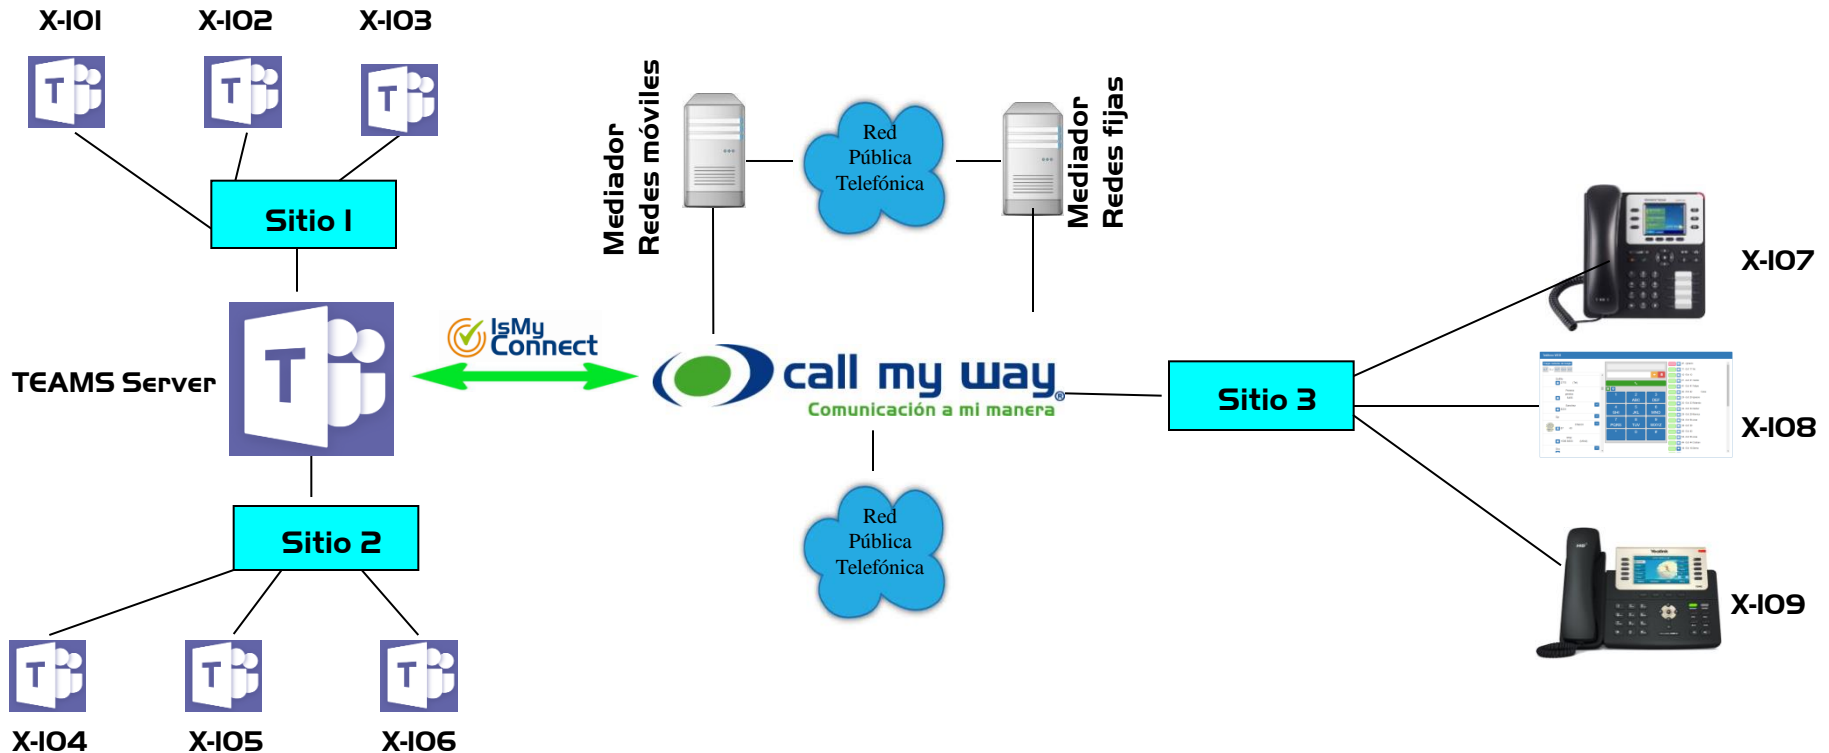 X-101
X-102
X-103
Sitio 1
TEAMS Server
Sitio 2
X-104
X-105
X-106
IsMy
Connect
Mediador
Redes móviles
Red
Pública
Telefónica
Mediador
Redes fijas
call my way®
Comunicación a mi manera
Red
Pública
Telefónica
Sitio 3
X-107
X-108
X-109
Yealink